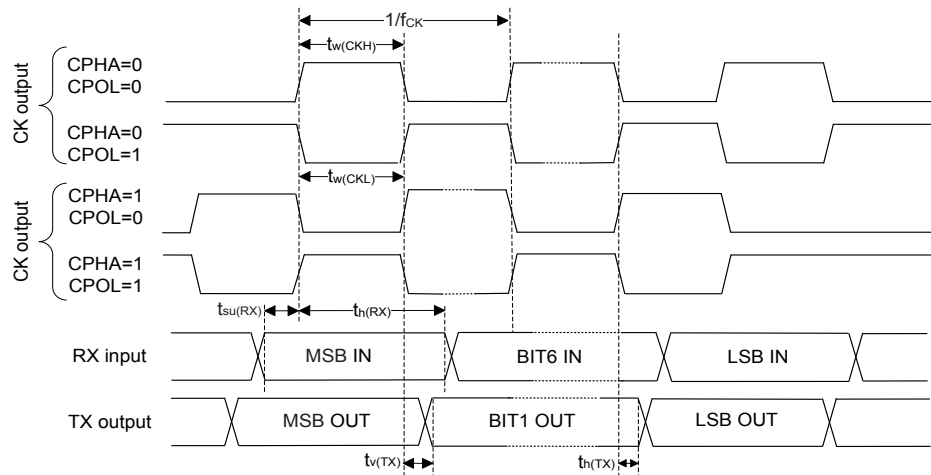 1/fCK
tw(CKH)
CK output
CPHA=0
CPOL=0
CPHA=0
CPOL=1
tw(CKL)
CK output
CPHA=1
CPOL=0
CPHA=1
CPOL=1
tsu(RX)
th(RX)
RX input
MSB IN
BIT6 IN
LSB IN
TX output
MSB OUT
BIT1 OUT
LSB OUT
tv(TX)
th(TX)